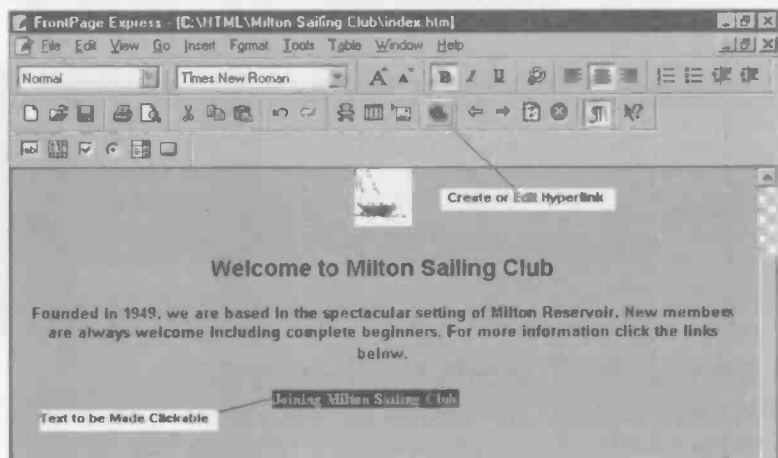 FrontPage Express - [C:\HTML\Milton Sailing Club\index.htm]
File Edit View Go Insert Format Tools Table Window Help
Normal Times New Roman A A B I U
abl
Create or Edit Hyperlink
Welcome to Milton Sailing Club
Founded in 1949, we are based in the spectacular setting of Milton Reservoir. New members
are always welcome including complete beginners. For more information click the links
below.
Joining Milton Sailing Club
Text to be Made Clickable